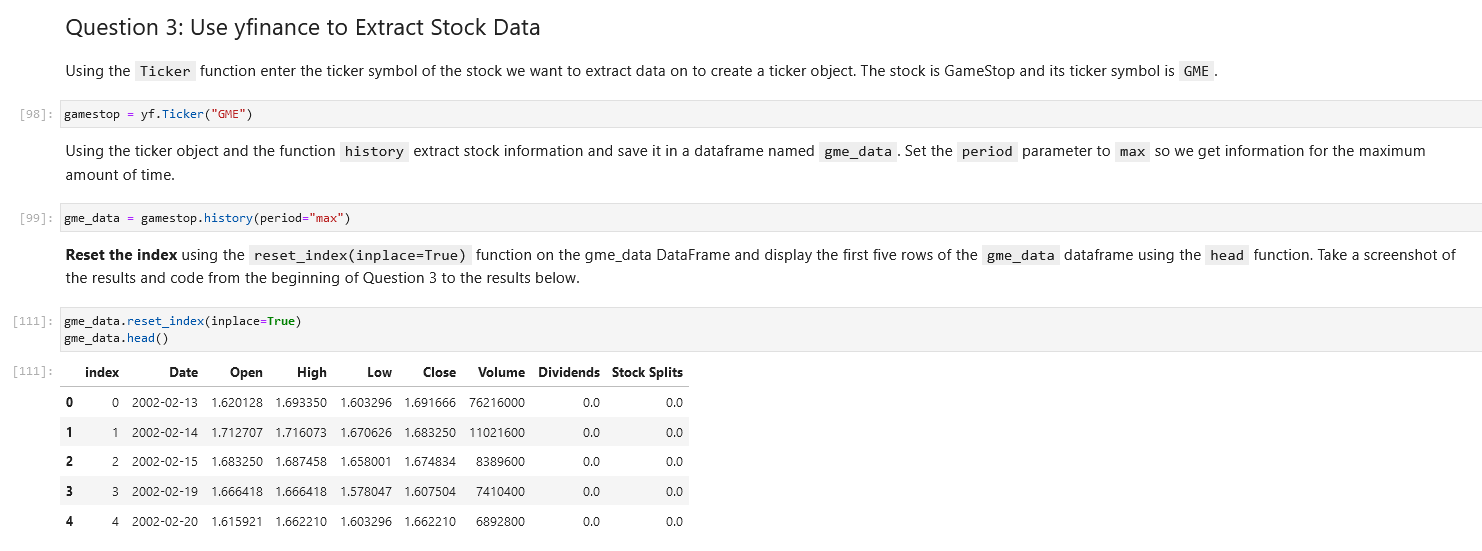 Question 3: Use yfinance to Extract Stock Data
Using the Ticker function enter the ticker symbol of the stock we want to extract data on to create a ticker object. The stock is GameStop and its ticker symbol is GME .
[98]: gamestop = yf.Ticker("GME")
Using the ticker object and the function history extract stock information and save it in a dataframe named gme_data . Set the period parameter to max so we get information for the maximum
amount of time.
[99]: gme_data = gamestop.history(period="max")
Reset the index using the reset_index(inplace=True) function on the gme_data DataFrame and display the first five rows of the gme_data dataframe using the head function. Take a screenshot of
the results and code from the beginning of Question 3 to the results below.
[111]: gme_data.reset_index(inplace=True)
gme_data.head()
[111]: index Date Open High Low Close Volume Dividends Stock Splits
0 0 2002-02-13 1.620128 1.693350 1.603296 1.691666 76216000 0.0 0.0
1 1 2002-02-14 1.712707 1.716073 1.670626 1.683250 11021600 0.0 0.0
2 2 2002-02-15 1.683250 1.687458 1.658001 1.674834 8389600 0.0 0.0
3 3 2002-02-19 1.666418 1.666418 1.578047 1.607504 7410400 0.0 0.0
4 4 2002-02-20 1.615921 1.662210 1.603296 1.662210 6892800 0.0 0.0